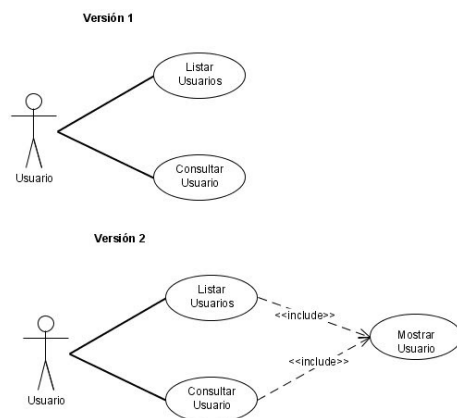 Versión 1
Listar
Usuarios
Usuario
Consultar
Usuario
Versión 2
Listar
Usuarios
<<include>>
Mostrar
Usuario
<<include>>
Usuario
Consultar
Usuario